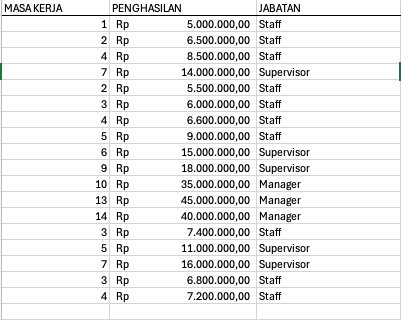 MASA KERJA PENGHASILAN JABATAN
1 Rp 5.000.000,00 Staff
2 Rp 6.500.000,00 Staff
4 Rp 8.500.000,00 Staff
7 Rp 14.000.000,00 Supervisor
2 Rp 5.500.000,00 Staff
3 Rp 6.000.000,00 Staff
4 Rp 6.600.000,00 Staff
5 Rp 9.000.000,00 Staff
6 Rp 15.000.000,00 Supervisor
9 Rp 18.000.000,00 Supervisor
10 Rp 35.000.000,00 Manager
13 Rp 45.000.000,00 Manager
14 Rp 40.000.000,00 Manager
3 Rp 7.400.000,00 Staff
5 Rp 11.000.000,00 Supervisor
7 Rp 16.000.000,00 Supervisor
3 Rp 6.800.000,00 Staff
4 Rp 7.200.000,00 Staff